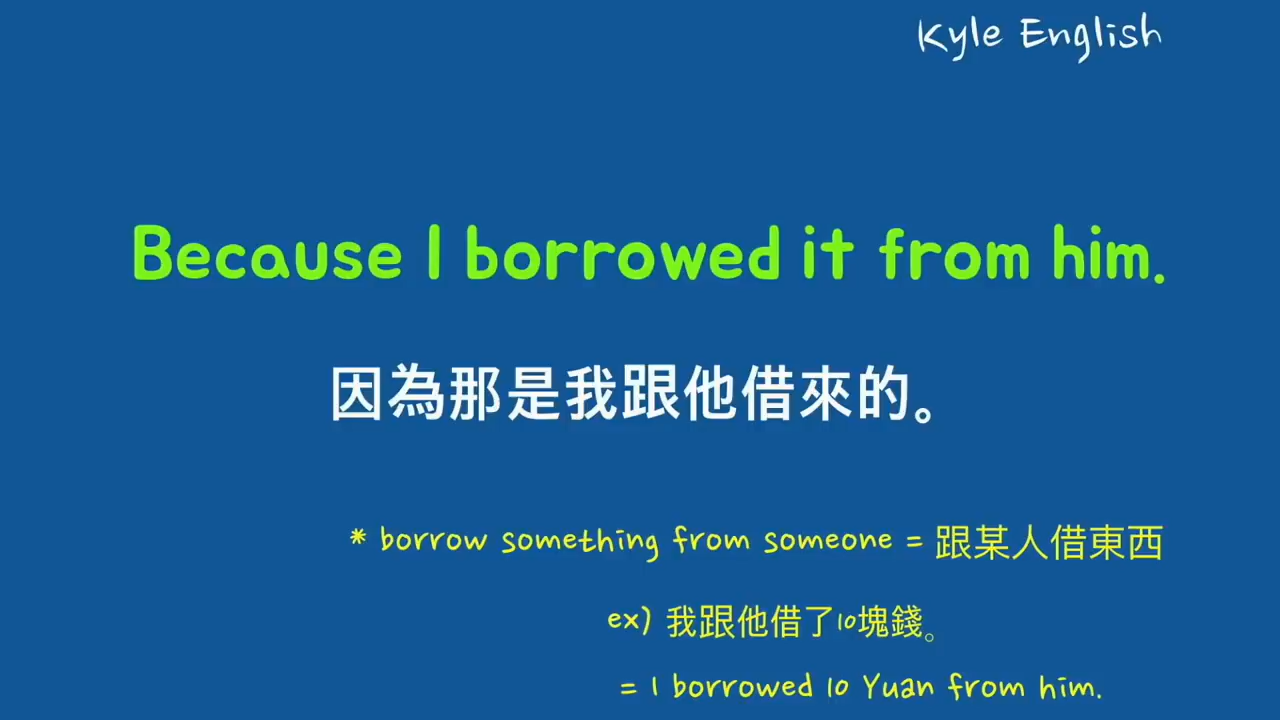 Kyle English
Because I borrowed it from him.
因為那是我跟他借來的。
* borrow something from someone = 跟某人借東西
ex) 我跟他借了10塊錢。
= I borrowed 10 Yuan from him.